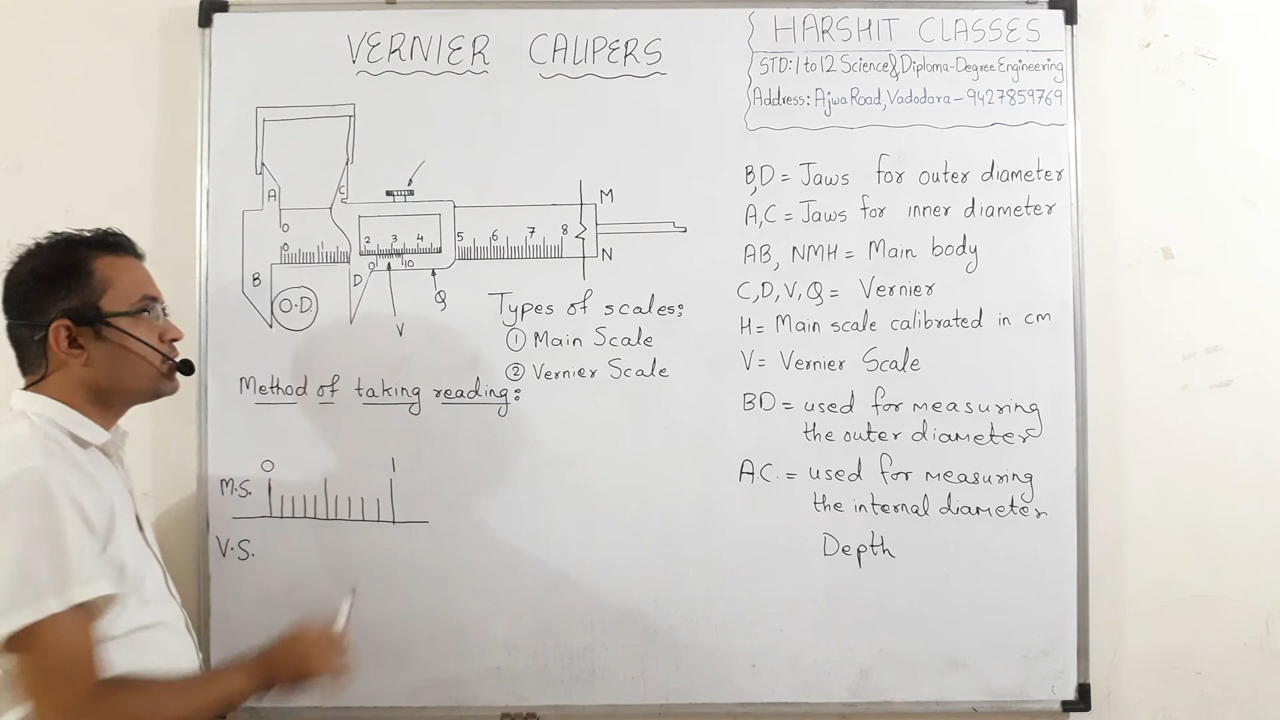 VERNIER CALIPERS
HARSHIT CLASSES
STD: 1 to 12 Science & Diploma-Degree Engineering
Address: Ajwa Road, Vadodara - 9427859769
A
C
0
0 1
2 3 4
0 10
5 6 7 8
M
N
B
O.D.
D
Q
V
Types of scales:
① Main Scale
② Vernier Scale
Method of taking reading:
0 1
M.S.
V.S.
B,D = Jaws for outer diameter
A,C = Jaws for inner diameter
AB, NMH = Main body
C,D,V,Q = Vernier
H = Main scale calibrated in cm
V = Vernier Scale
BD = used for measuring
the outer diameter
A.C. = used for measuring
the internal diameter
Depth